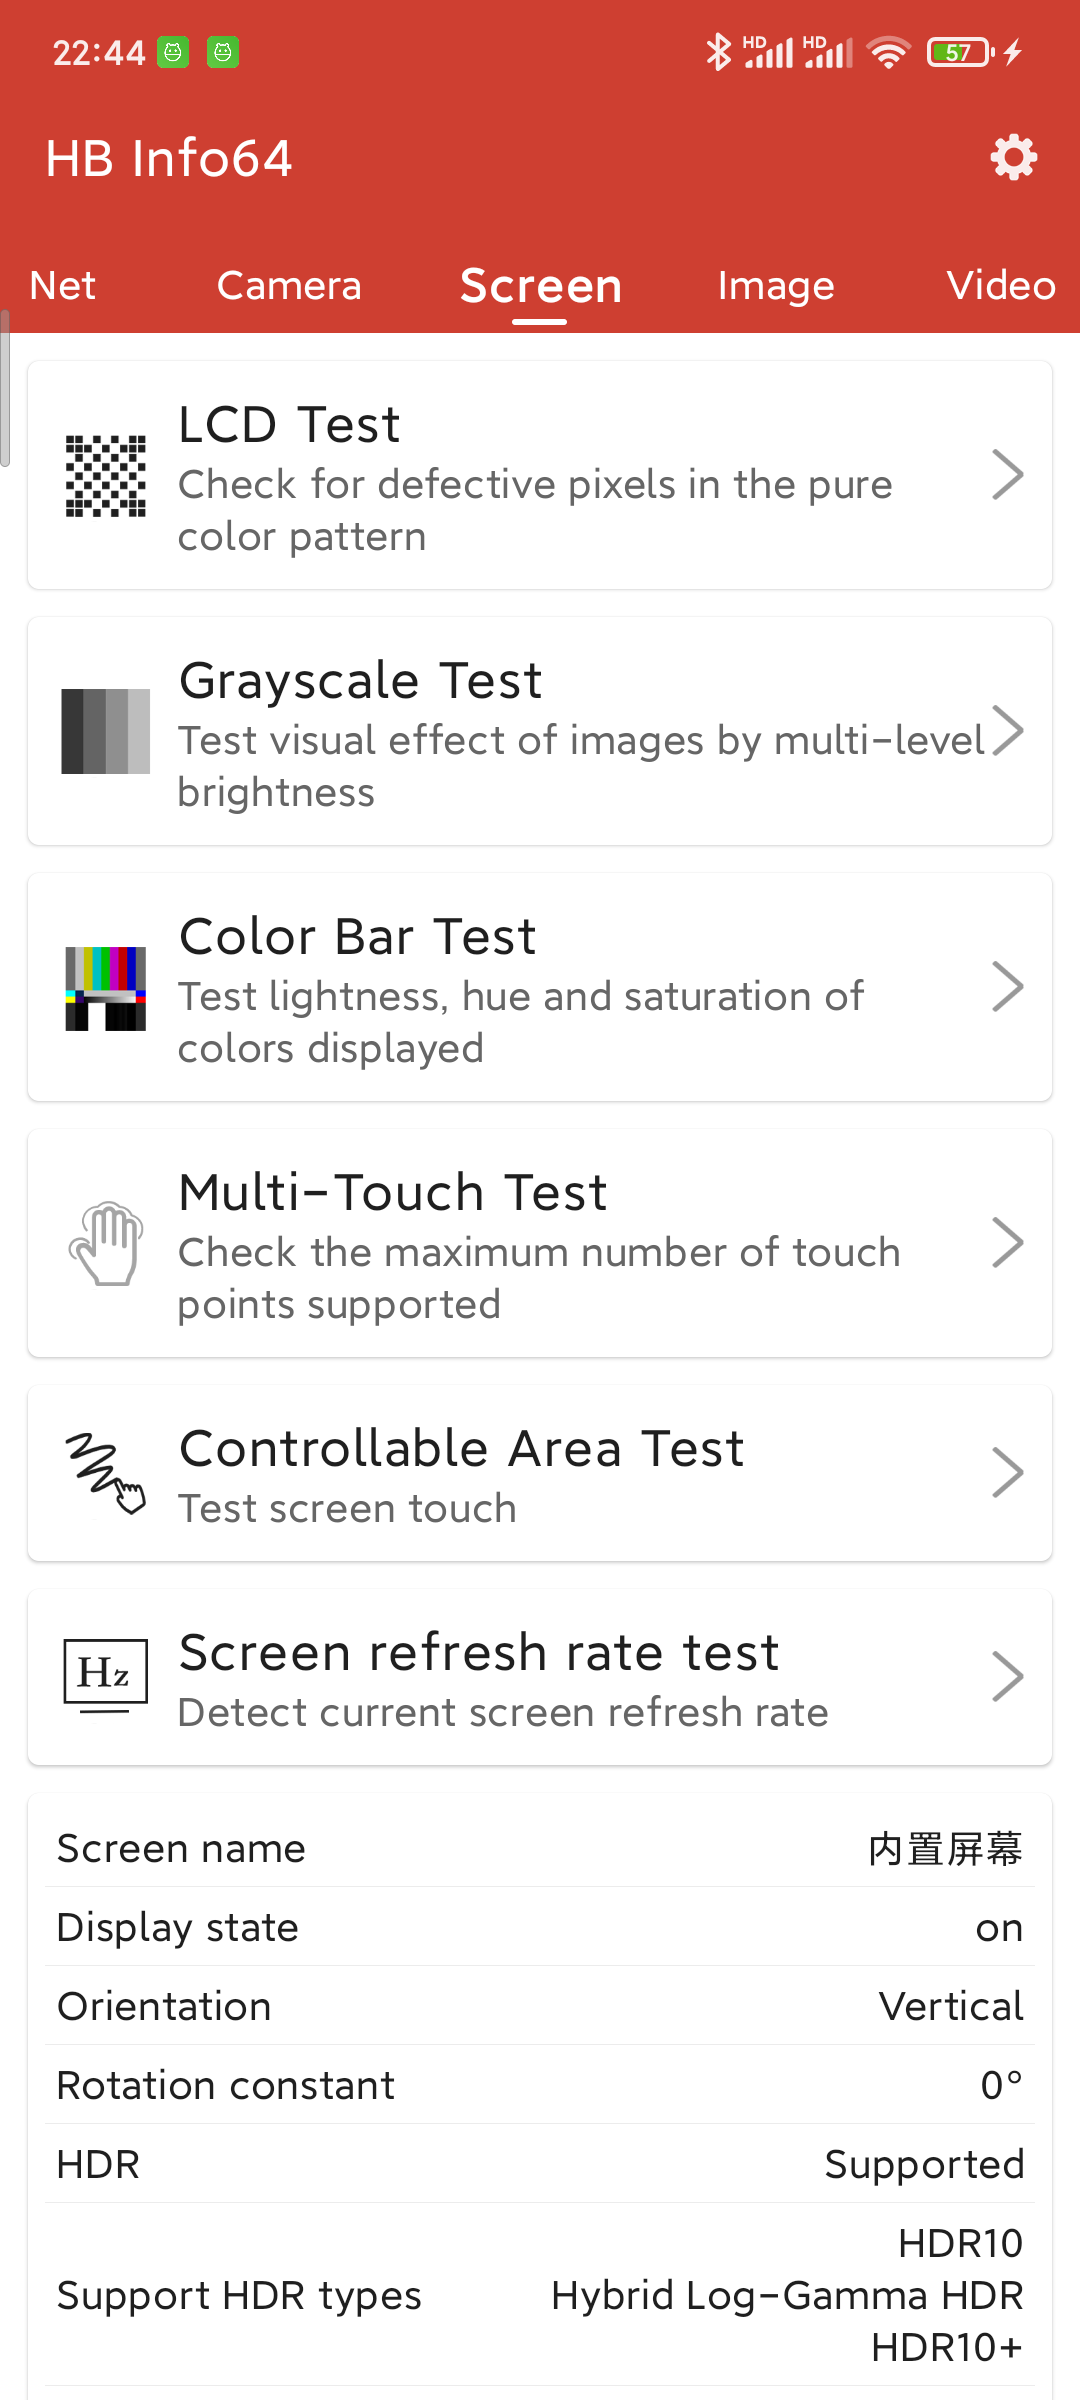 22:44
HD HD 57
HB Info64
Net Camera Screen Image Video
LCD Test
Check for defective pixels in the pure
color pattern
Grayscale Test
Test visual effect of images by multi-level
brightness
Color Bar Test
Test lightness, hue and saturation of
colors displayed
Multi-Touch Test
Check the maximum number of touch
points supported
Controllable Area Test
Test screen touch
Hz
Screen refresh rate test
Detect current screen refresh rate
Screen name 内置屏幕
Display state on
Orientation Vertical
Rotation constant 0°
HDR Supported
HDR10
Support HDR types Hybrid Log-Gamma HDR
HDR10+